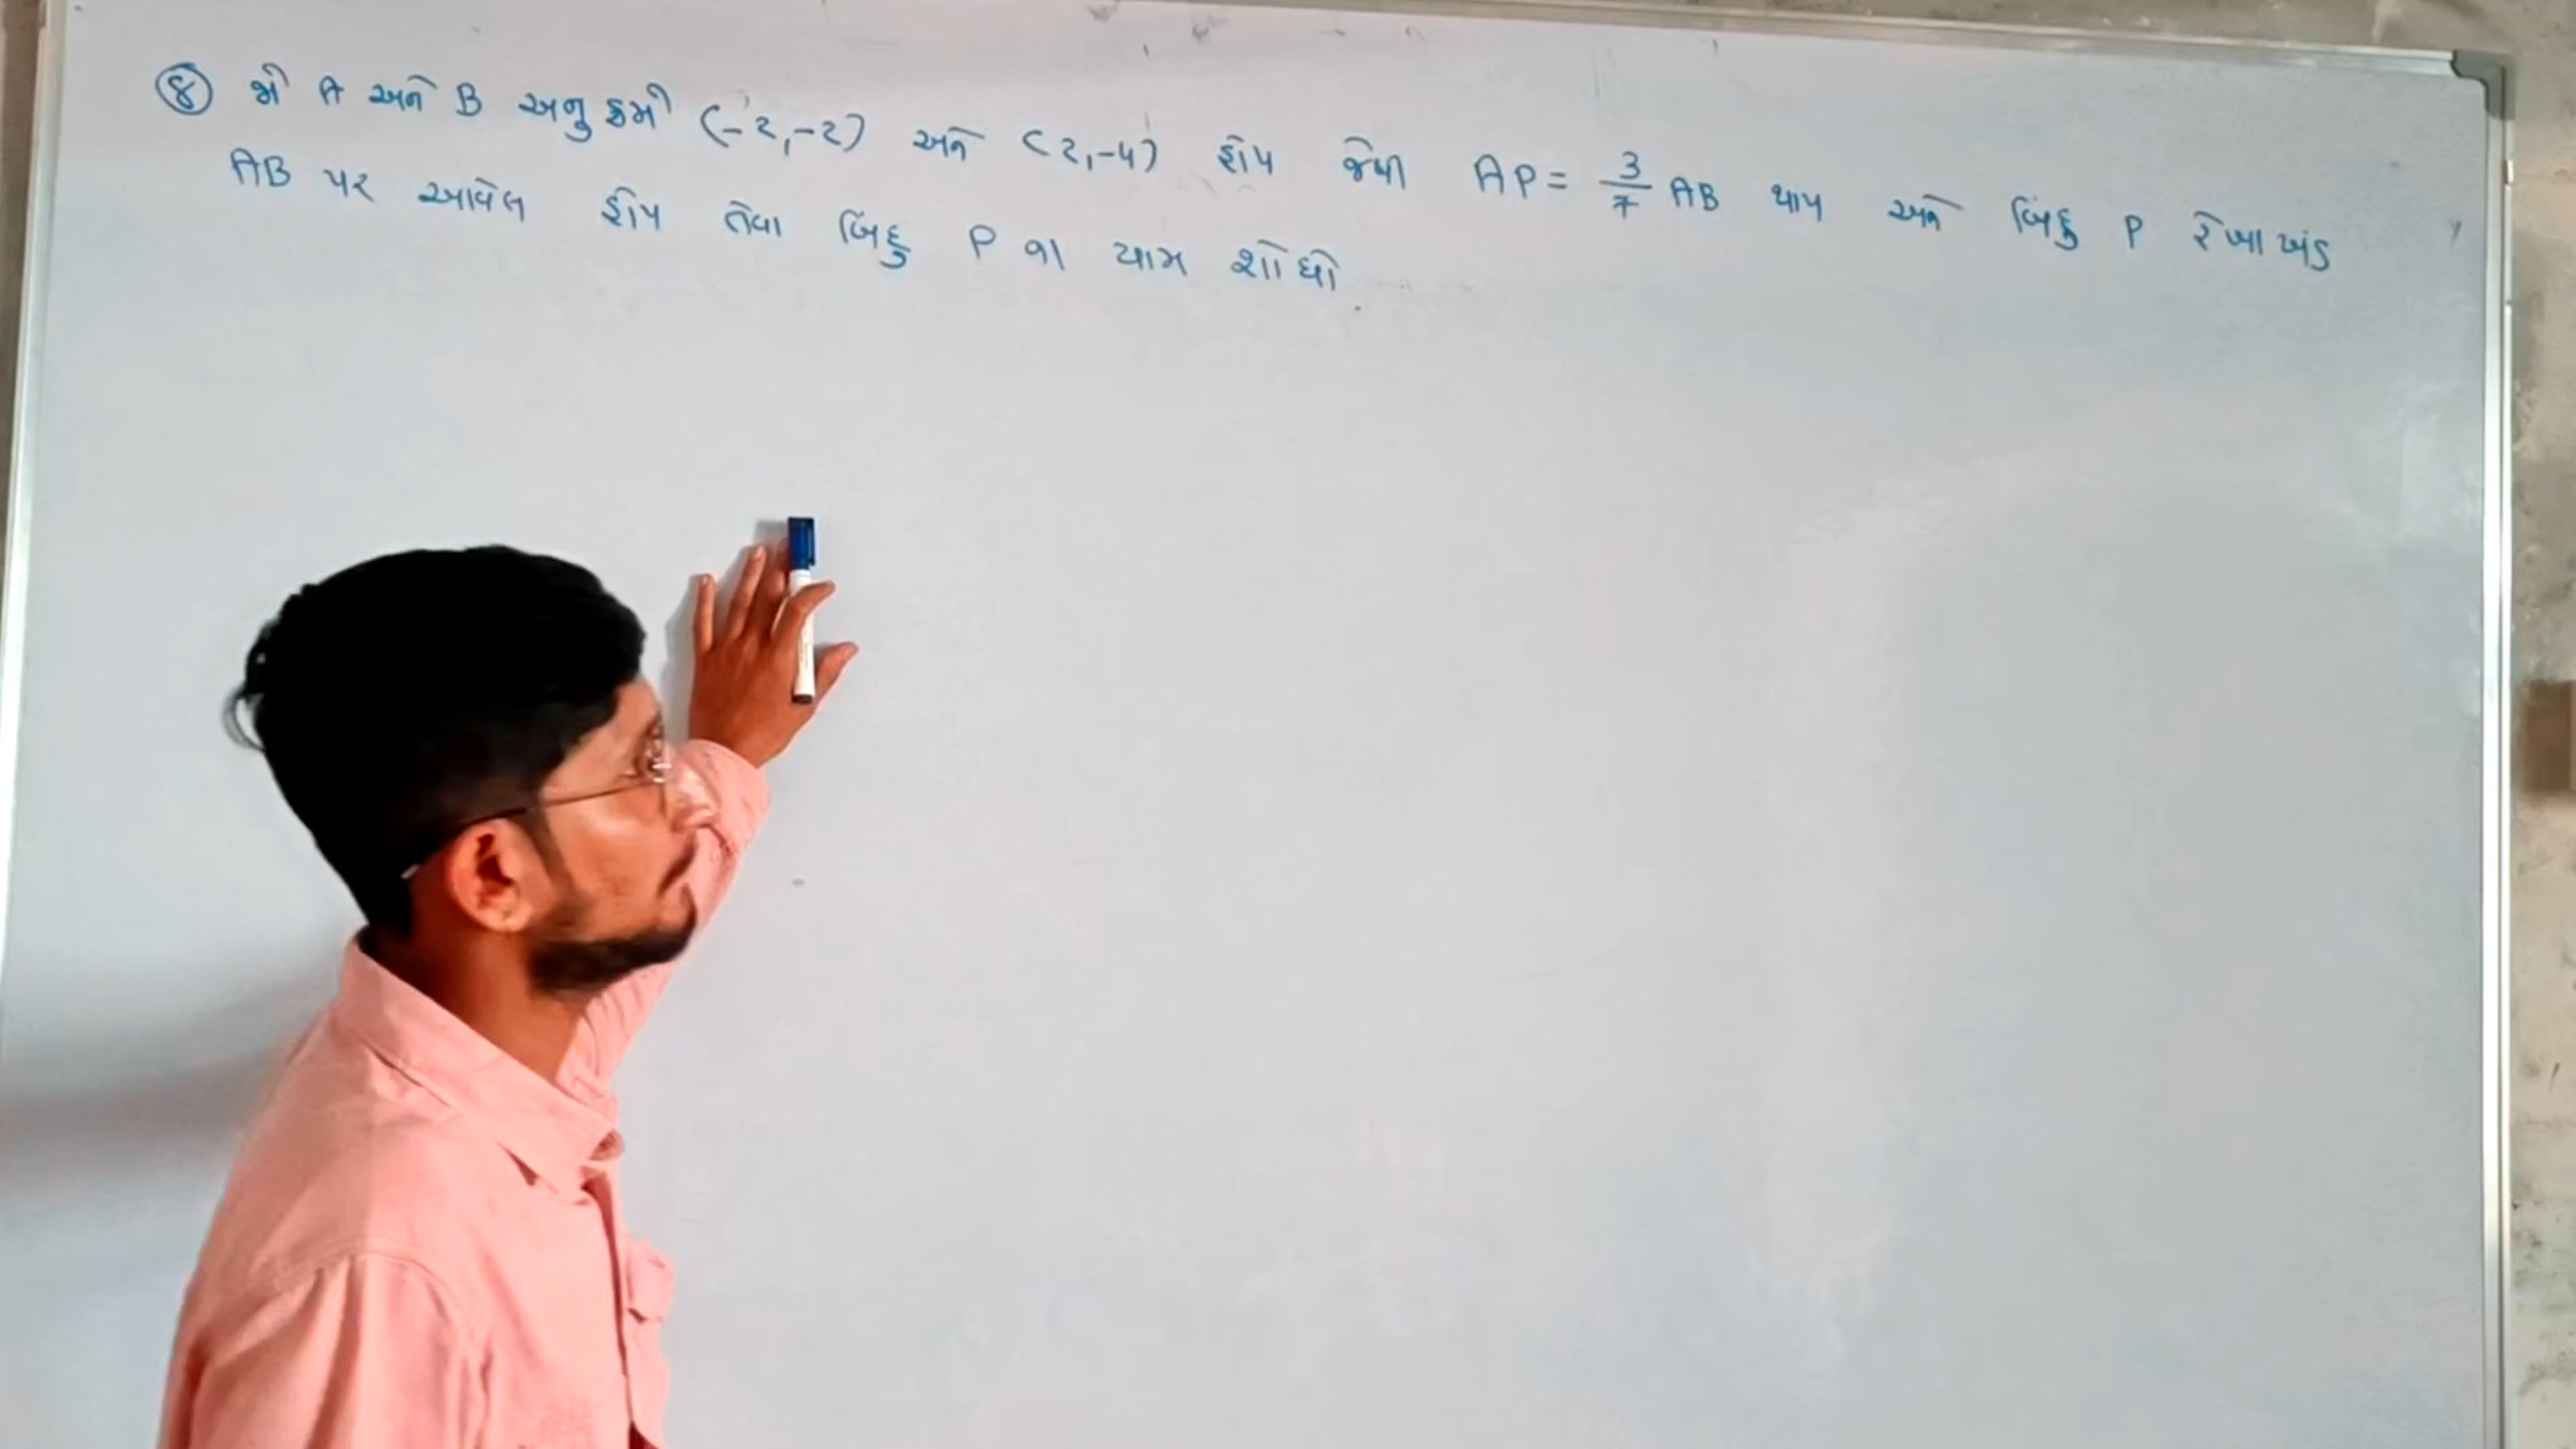 ⑧ જો A અને B અનુક્રમે (-2,-2) અને (2,-4) હોય જેથી AP = 3/7 AB થાય અને બિંદુ P રેખાખંડ
AB પર આવેલ હોય તેવા બિંદુ P ના યામ શોધો.